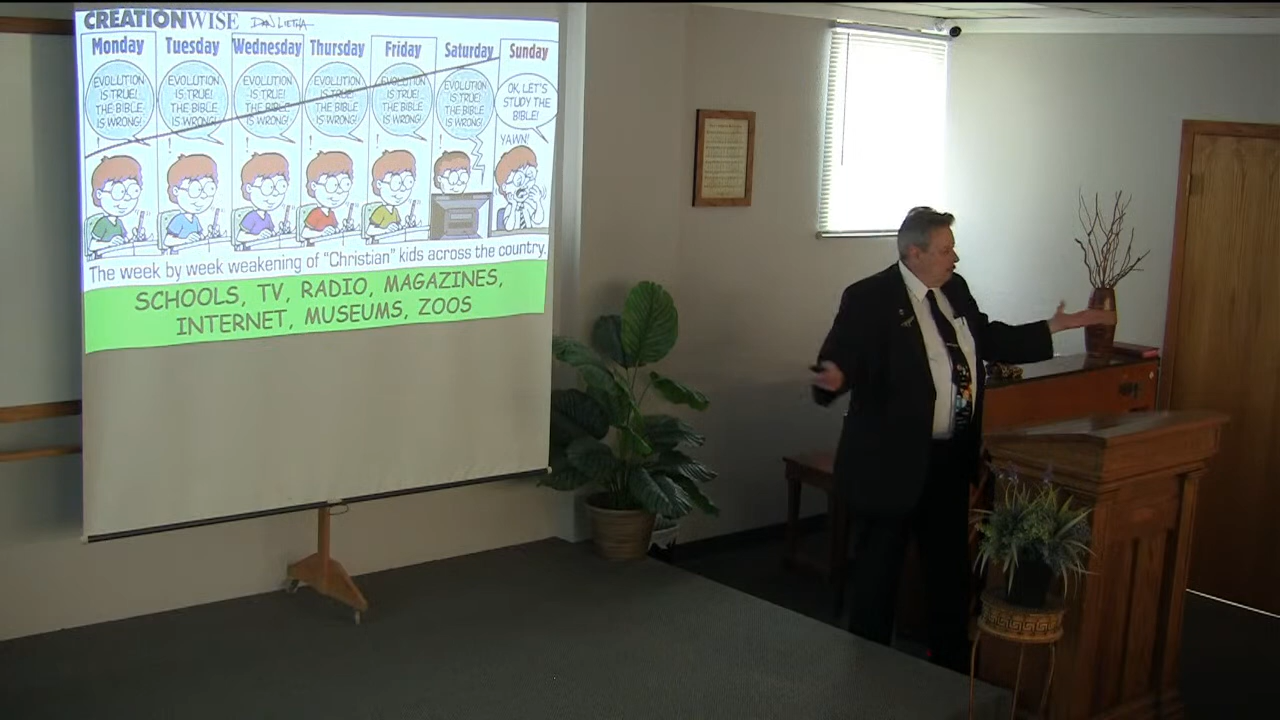 CREATIONWISE DAN LIETHA
Monday Tuesday Wednesday Thursday Friday Saturday Sunday
EVOLUTION
IS TRUE!
THE BIBLE
IS WRONG!
EVOLUTION
IS TRUE!
THE BIBLE
IS WRONG!
EVOLUTION
IS TRUE!
THE BIBLE
IS WRONG!
EVOLUTION
IS TRUE!
THE BIBLE
IS WRONG!
EVOLUTION
IS TRUE!
THE BIBLE
IS WRONG!
EVOLUTION
IS TRUE!
THE BIBLE
IS WRONG!
OK, LET'S
STUDY THE
BIBLE!
YAWN!
The week by week weakening of "Christian" kids across the country.
SCHOOLS, TV, RADIO, MAGAZINES,
INTERNET, MUSEUMS, ZOOS